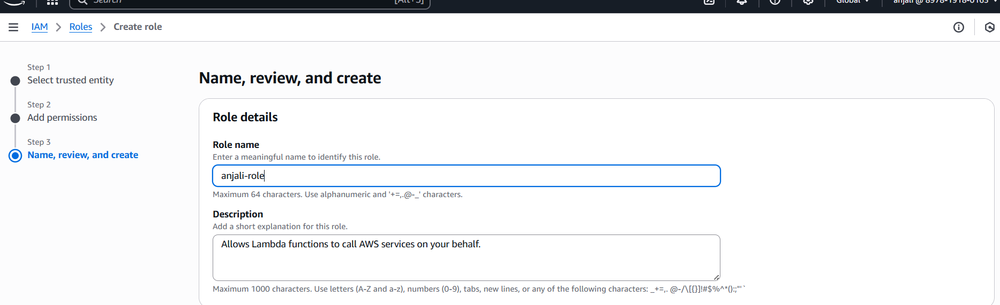 Search
[Alt+S]
Global
anjali @ 8978-1918-0165
IAM > Roles > Create role
Step 1
Select trusted entity
Step 2
Add permissions
Step 3
Name, review, and create
Name, review, and create
Role details
Role name
Enter a meaningful name to identify this role.
anjali-role
Maximum 64 characters. Use alphanumeric and '+=,.@-_' characters.
Description
Add a short explanation for this role.
Allows Lambda functions to call AWS services on your behalf.
Maximum 1000 characters. Use letters (A-Z and a-z), numbers (0-9), tabs, new lines, or any of the following characters: _+=,. @-/\[{}]!#$%^*():;"'`